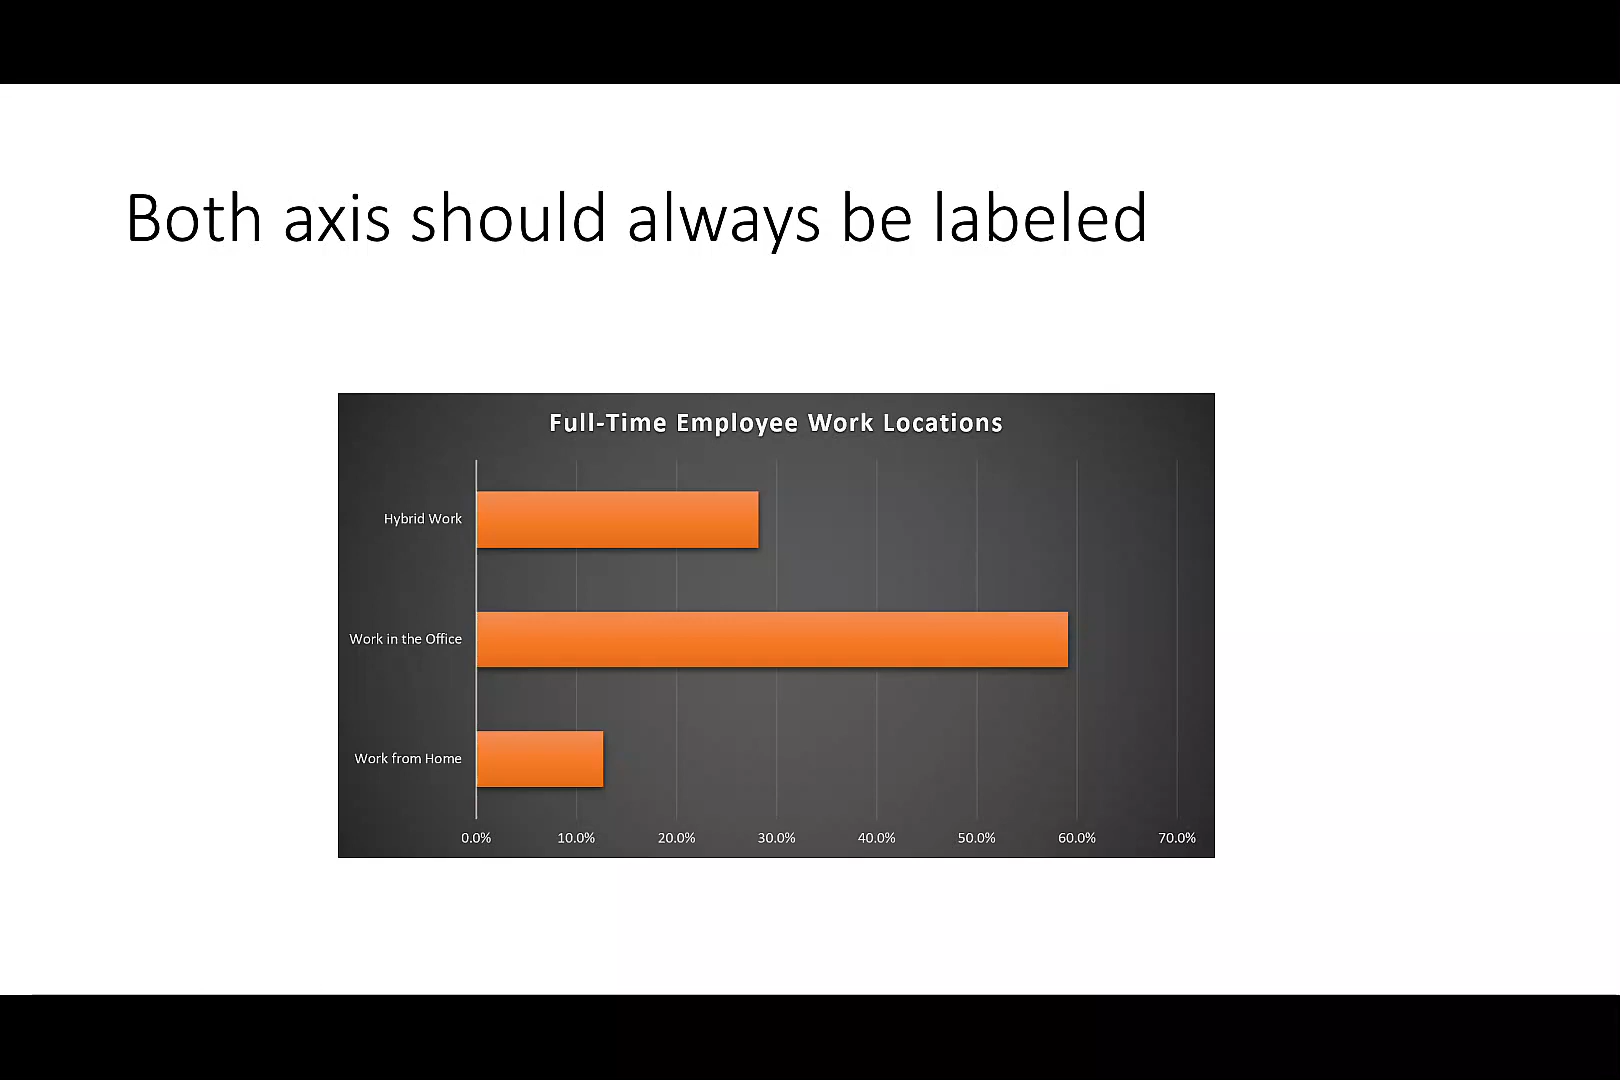 Both axis should always be labeled
Full-Time Employee Work Locations
Hybrid Work
Work in the Office
Work from Home
0.0% 10.0% 20.0% 30.0% 40.0% 50.0% 60.0% 70.0%